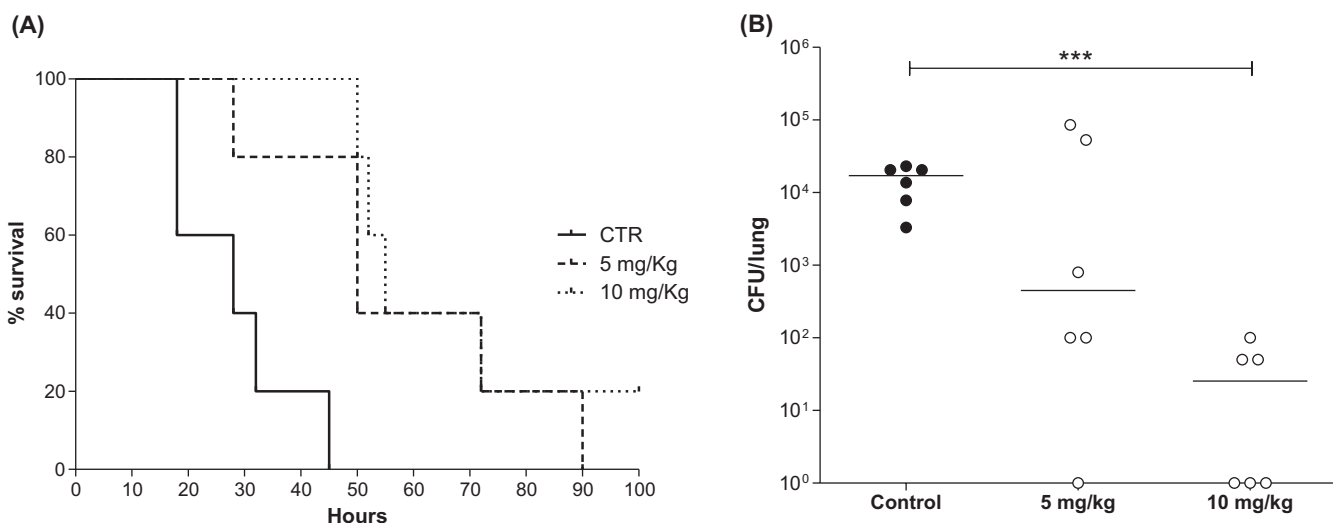 (A)
100
80
60
40
20
0
% survival
0 10 20 30 40 50 60 70 80 90 100
Hours
CTR
5 mg/Kg
10 mg/Kg
(B)
10⁶
10⁵
10⁴
10³
10²
10¹
10⁰
CFU/lung
***
Control 5 mg/kg 10 mg/kg